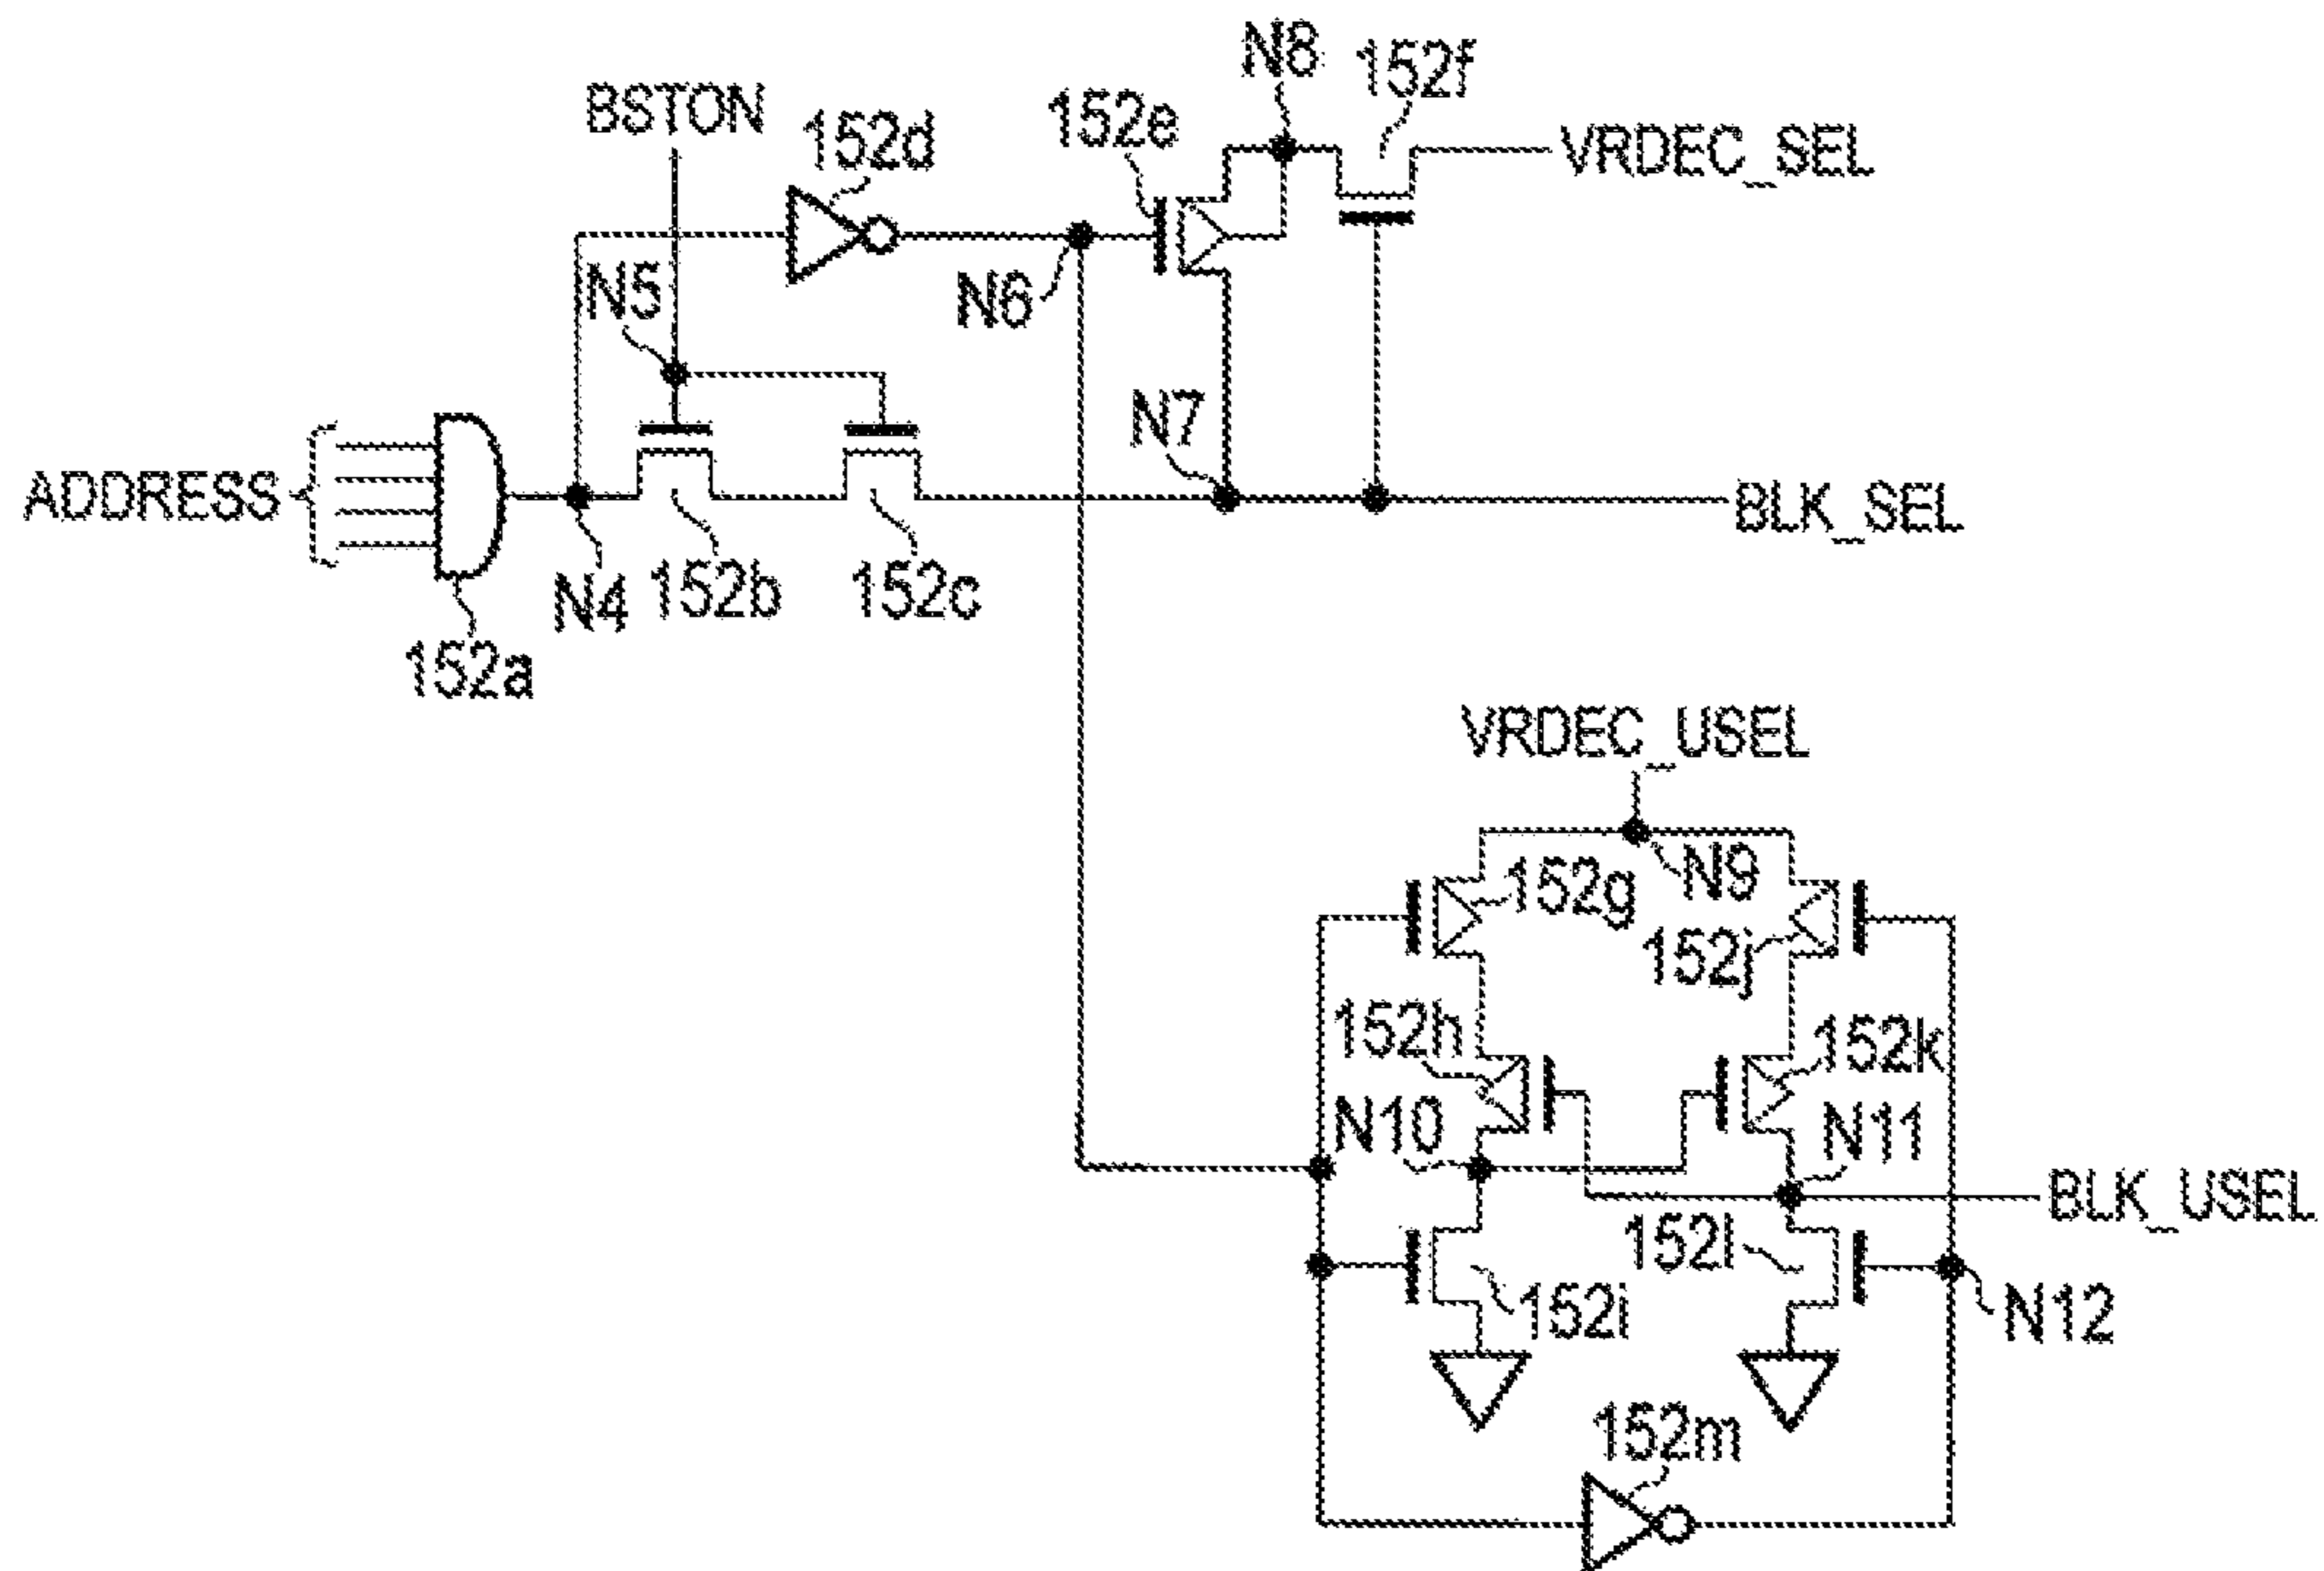 N8
152f
BSTON
152d
152e
VRDEC_SEL
N5
N6
N7
ADDRESS
BLK_SEL
N4
152b
152c
152a
VRDEC_USEL
N9
152g
152j
152h
152k
N10
N11
BLK_USEL
152l
152i
N12
152m